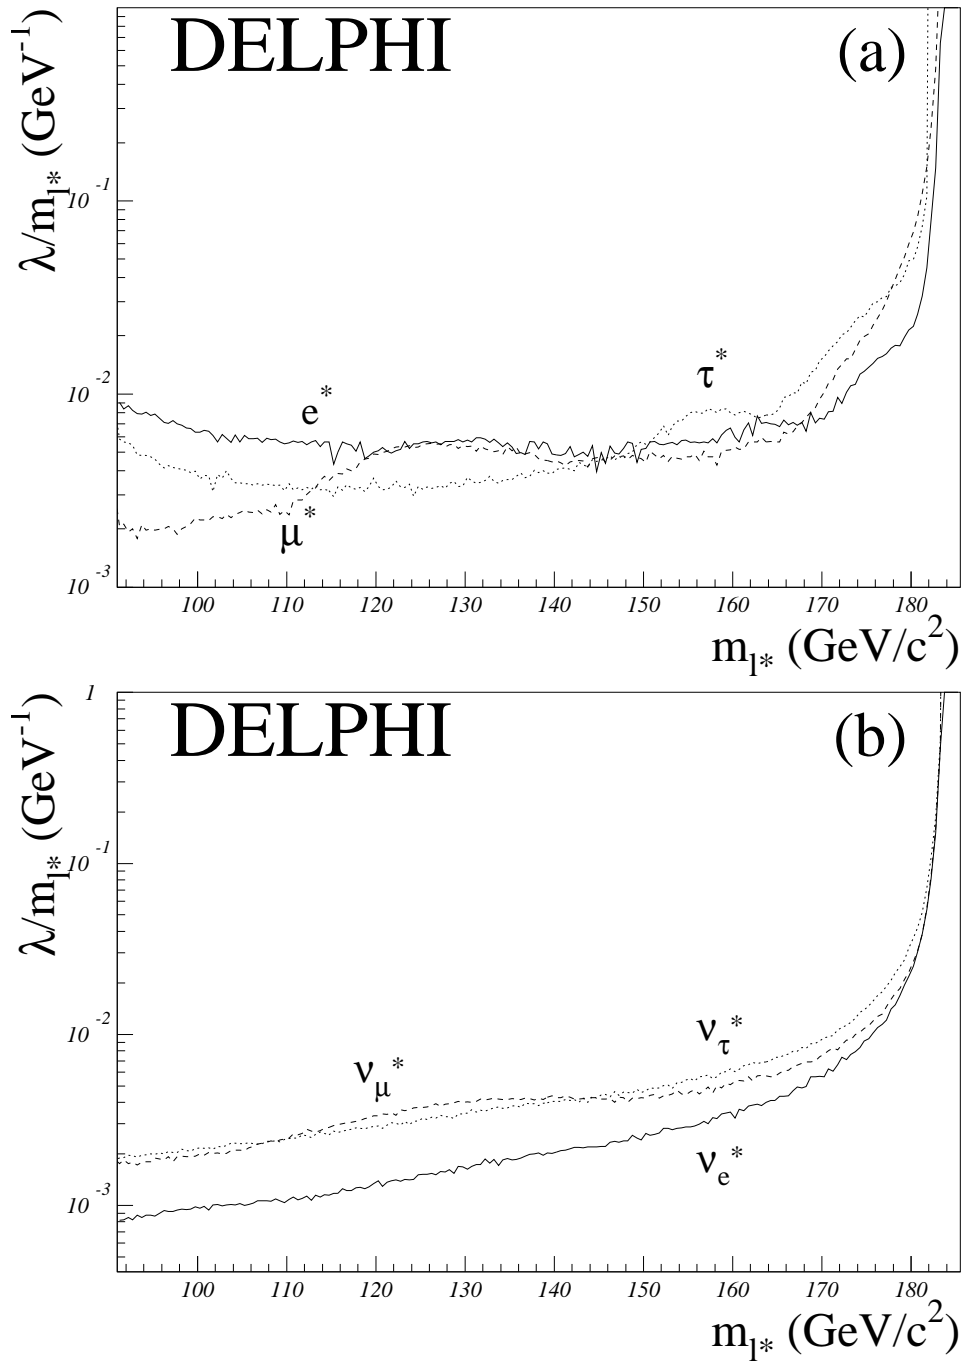 DELPHI
(a)
λ/m_l* (GeV^-1)
10^-1
10^-2
10^-3
e*
τ*
μ*
100 110 120 130 140 150 160 170 180
m_l* (GeV/c^2)
DELPHI
(b)
λ/m_l* (GeV^-1)
1
10^-1
10^-2
10^-3
ν_μ*
ν_τ*
ν_e*
100 110 120 130 140 150 160 170 180
m_l* (GeV/c^2)